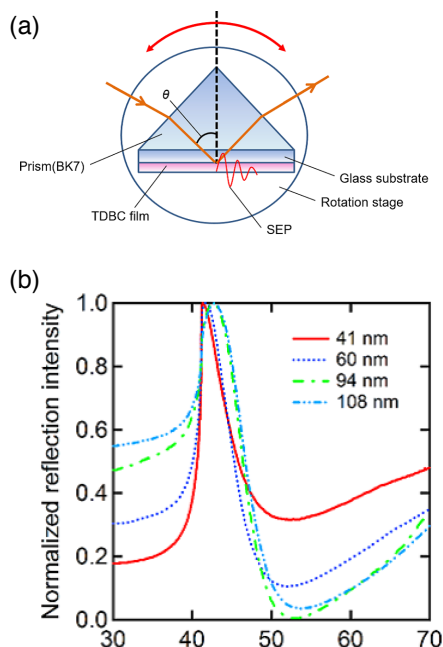 (a)
θ
Prism(BK7)
Glass substrate
TDBC film
Rotation stage
SEP
(b)
Normalized reflection intensity
1.0
0.8
0.6
0.4
0.2
0.0
41 nm
60 nm
94 nm
108 nm
30 40 50 60 70